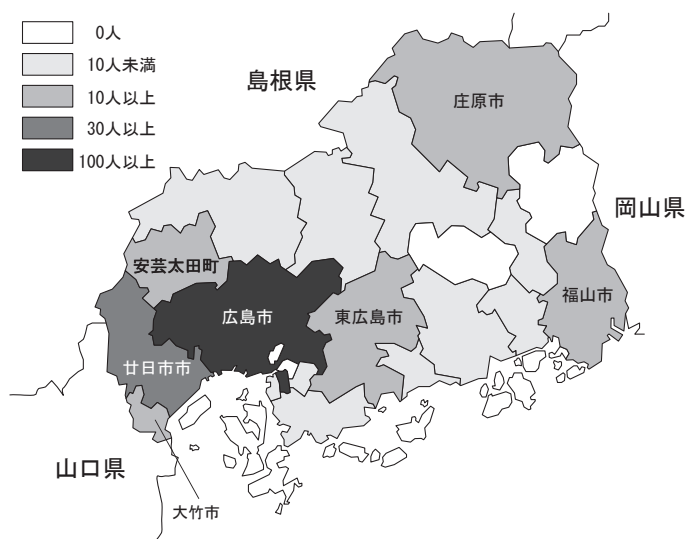 0人
10人未満
10人以上
30人以上
100人以上
島根県
庄原市
岡山県
安芸太田町
広島市
東広島市
福山市
廿日市市
山口県
大竹市